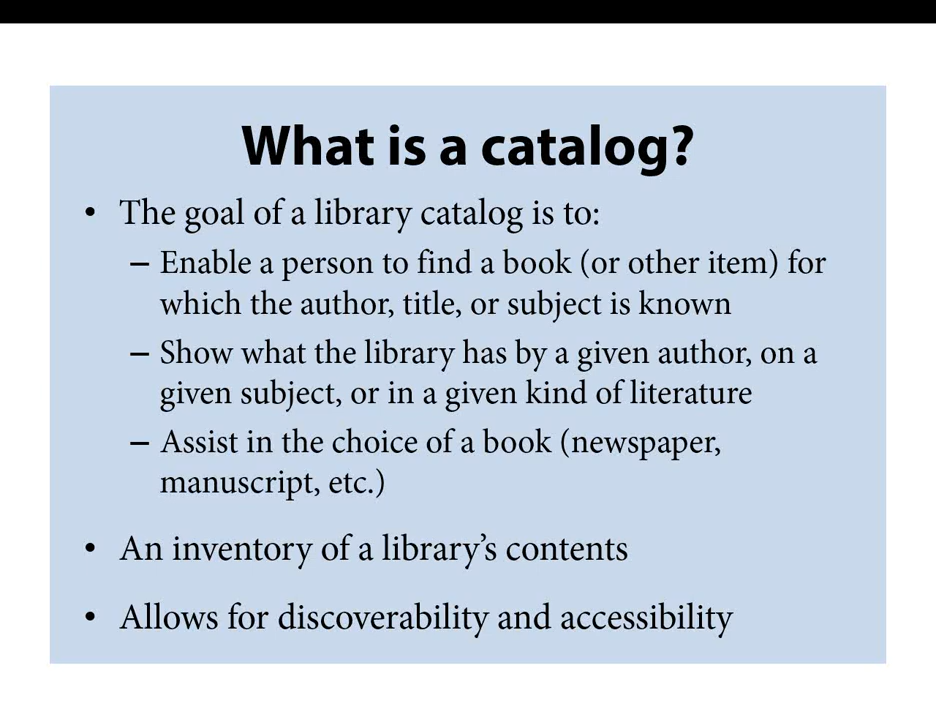 What is a catalog?
• The goal of a library catalog is to:
– Enable a person to find a book (or other item) for
which the author, title, or subject is known
– Show what the library has by a given author, on a
given subject, or in a given kind of literature
– Assist in the choice of a book (newspaper,
manuscript, etc.)
• An inventory of a library’s contents
• Allows for discoverability and accessibility